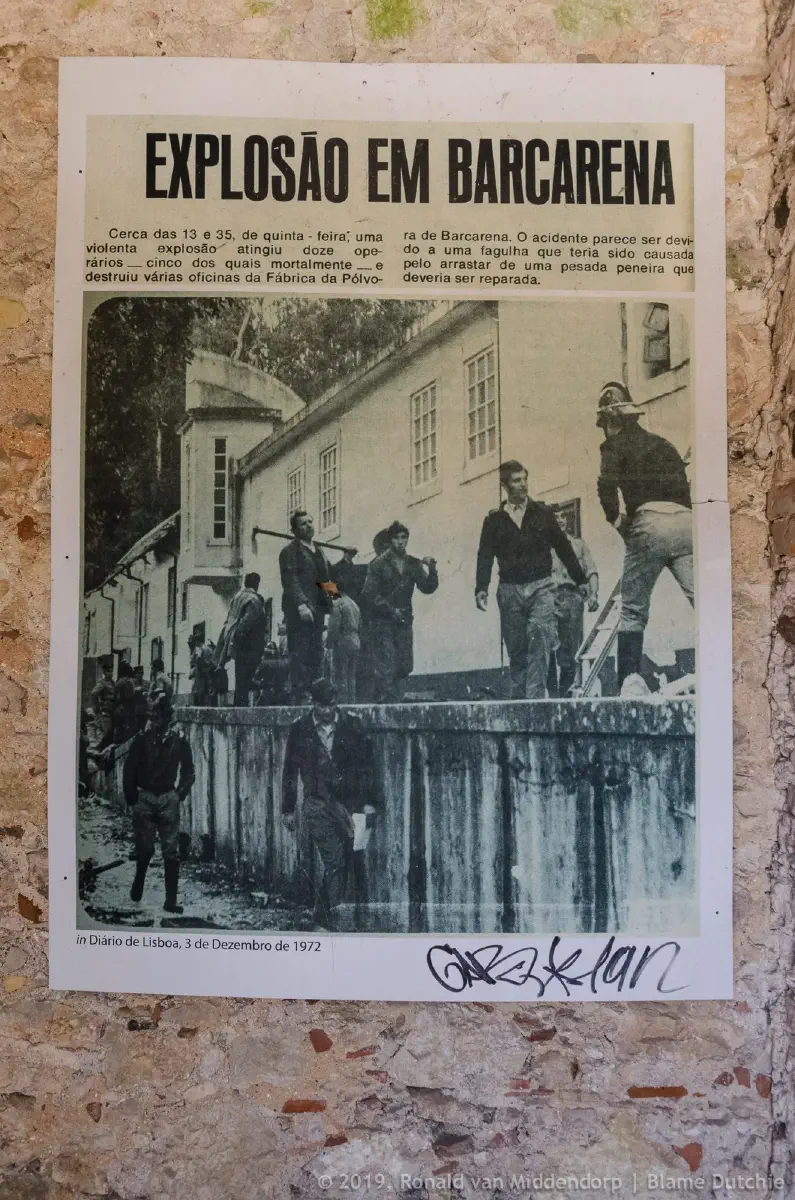 EXPLOSÃO EM BARCARENA
Cerca das 13 e 35, de quinta - feira, uma
violenta explosão atingiu doze ope-
rários — cinco dos quais mortalmente — e
destruiu várias oficinas da Fábrica da Pólvo-
ra de Barcarena. O acidente parece ser devi-
do a uma fagulha que teria sido causada
pelo arrastar de uma pesada peneira que
deveria ser reparada.
in Diário de Lisboa, 3 de Dezembro de 1972
© 2019, Ronald van Middendorp | Blame Dutchie